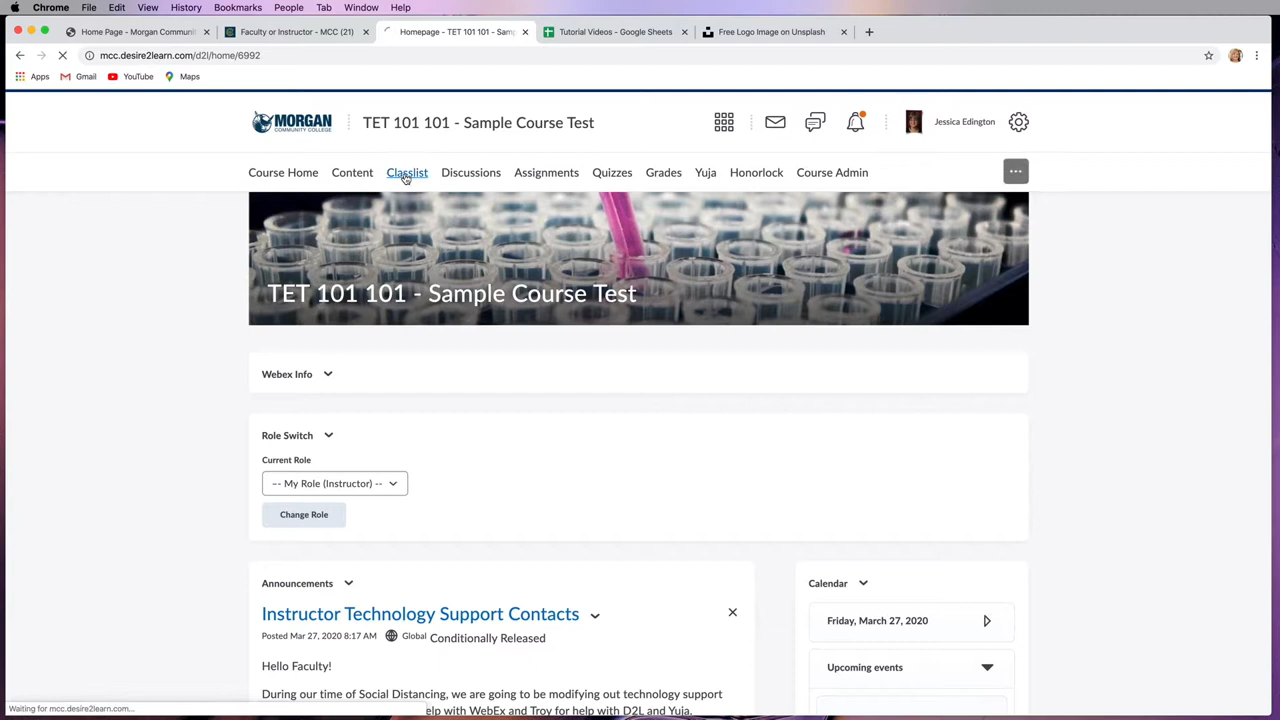 Chrome File Edit View History Bookmarks People Tab Window Help
Home Page - Morgan Communi
Faculty or Instructor - MCC (21)
Homepage - TET 101 101 - Samp
Tutorial Videos - Google Sheets
Free Logo Image on Unsplash
mcc.desire2learn.com/d2l/home/6992
Apps Gmail YouTube Maps
MORGAN
COMMUNITY COLLEGE
TET 101 101 - Sample Course Test
Jessica Edington
Course Home Content Classlist Discussions Assignments Quizzes Grades Yuja Honorlock Course Admin
TET 101 101 - Sample Course Test
Webex Info
Role Switch
Current Role
-- My Role (Instructor) --
Change Role
Announcements
Instructor Technology Support Contacts
Posted Mar 27, 2020 8:17 AM Global Conditionally Released
Hello Faculty!
During our time of Social Distancing, we are going to be modifying out technology support
elp with WebEx and Troy for help with D2L and Yuja.
Calendar
Friday, March 27, 2020
Upcoming events
Waiting for mcc.desire2learn.com...